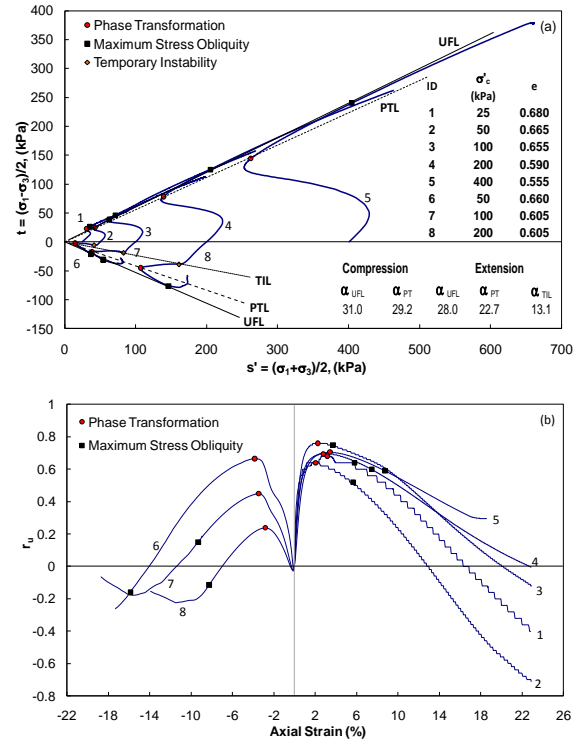 400
350
300
250
200
150
100
50
0
-50
-100
-150
t = (σ1-σ3)/2, (kPa)
Phase Transformation
Maximum Stress Obliquity
Temporary Instability
(a)
UFL
PTL
ID σ'c (kPa) e
1 25 0.680
2 50 0.665
3 100 0.655
4 200 0.590
5 400 0.555
6 50 0.660
7 100 0.605
8 200 0.605
1
2
3
4
5
6
7
8
TIL
PTL
UFL
Compression Extension
α UFL α PT α UFL α PT α TIL
31.0 29.2 28.0 22.7 13.1
0 100 200 300 400 500 600 700
s' = (σ1+σ3)/2, (kPa)
1
0.8
0.6
0.4
0.2
0
-0.2
-0.4
-0.6
-0.8
ru
Phase Transformation
Maximum Stress Obliquity
(b)
6
7
8
5
4
3
1
2
-22 -18 -14 -10 -6 -2 2 6 10 14 18 22 26
Axial Strain (%)